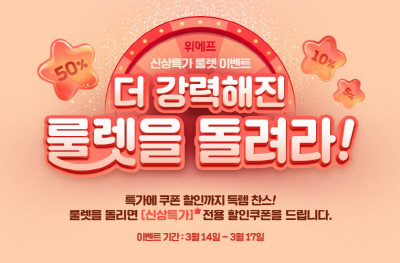 위메프
신상특가 룰렛 이벤트
50%
10%
5%
더 강력해진
룰렛을 돌려라!
특가에 쿠폰 할인까지 득템 찬스!
룰렛을 돌리면 [신상특가]* 전용 할인쿠폰을 드립니다.
이벤트 기간 : 3월 14일 ~ 3월 17일